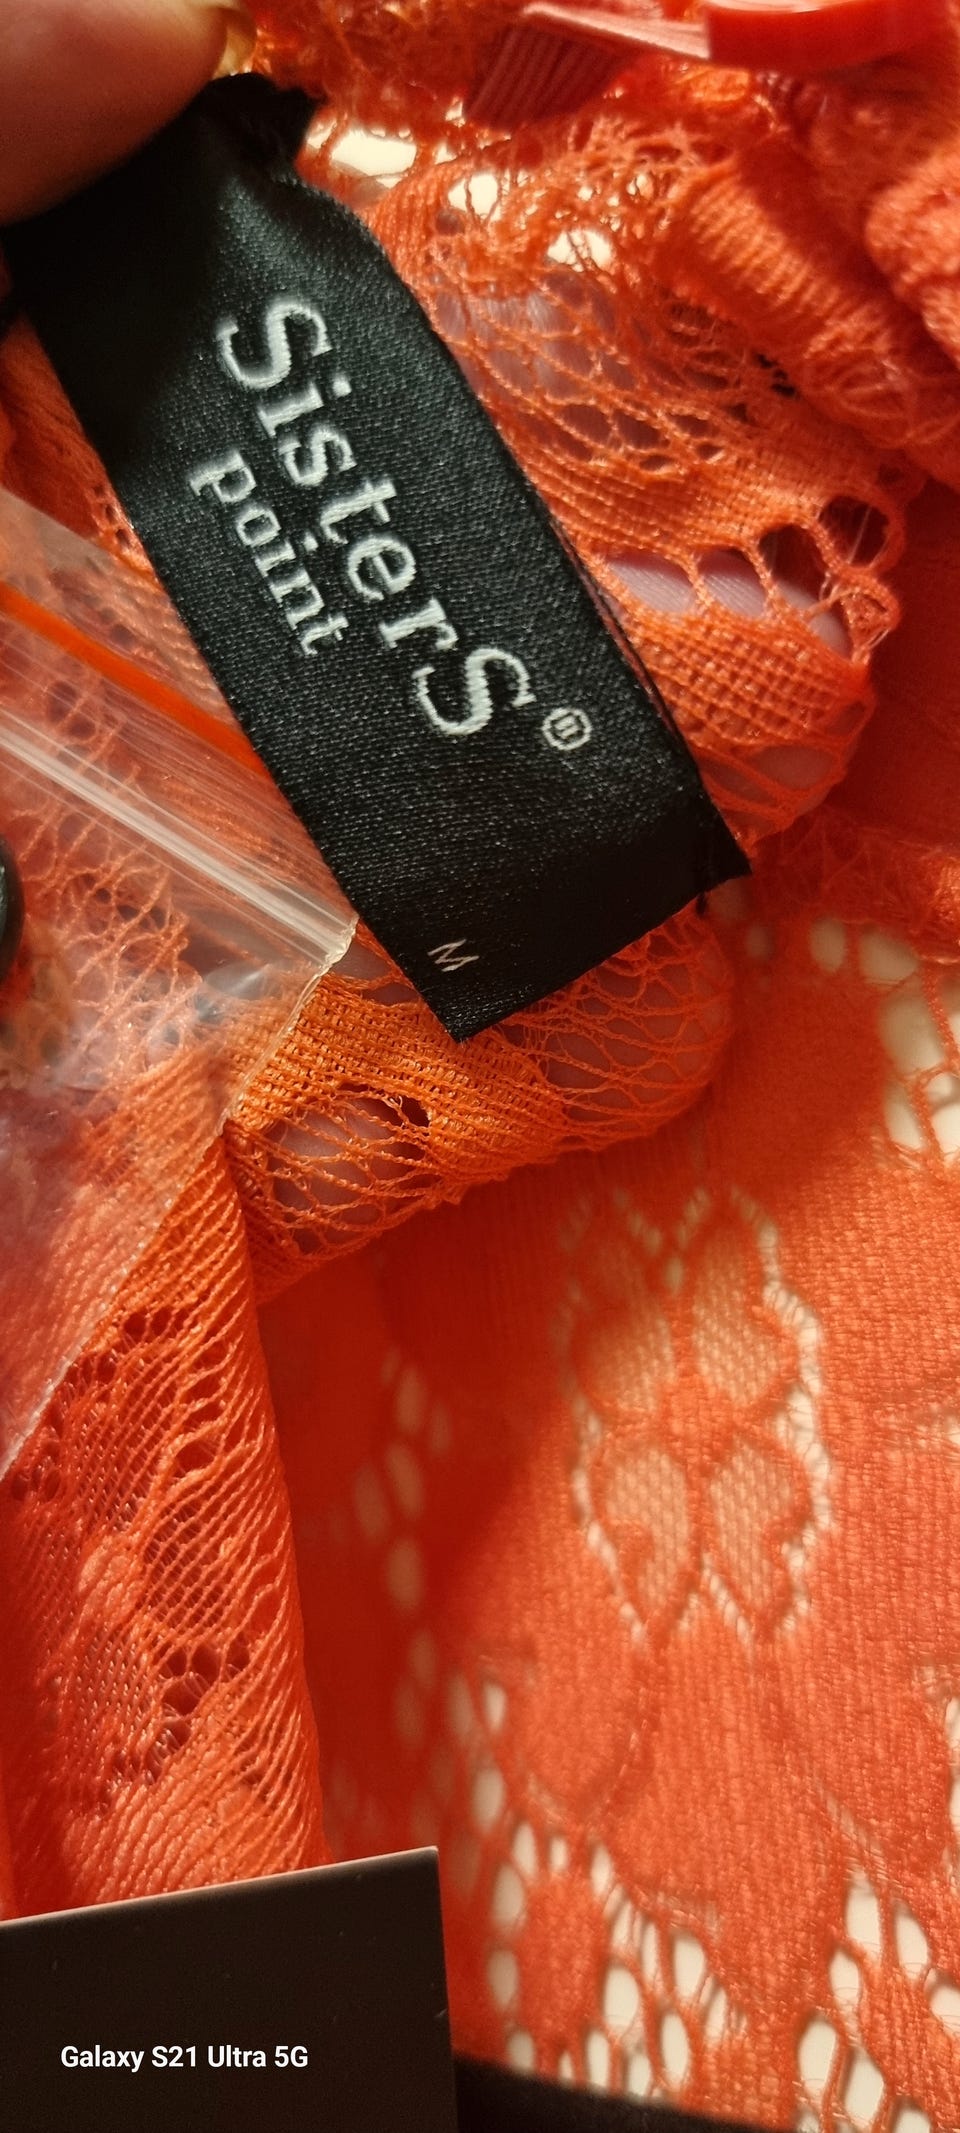 SisterS®
point
M
Galaxy S21 Ultra 5G